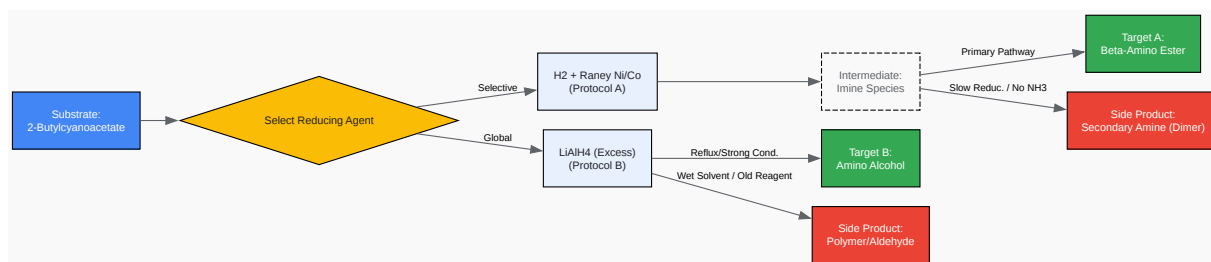 Substrate:
2-Butylcyanoacetate
Select Reducing Agent
Selective
Global
H2 + Raney Ni/Co
(Protocol A)
LiAlH4 (Excess)
(Protocol B)
Reflux/Strong Cond.
Wet Solvent / Old Reagent
Intermediate:
Imine Species
Target B:
Amino Alcohol
Side Product:
Polymer/Aldehyde
Primary Pathway
Slow Reduc. / No NH3
Target A:
Beta-Amino Ester
Side Product:
Secondary Amine (Dimer)